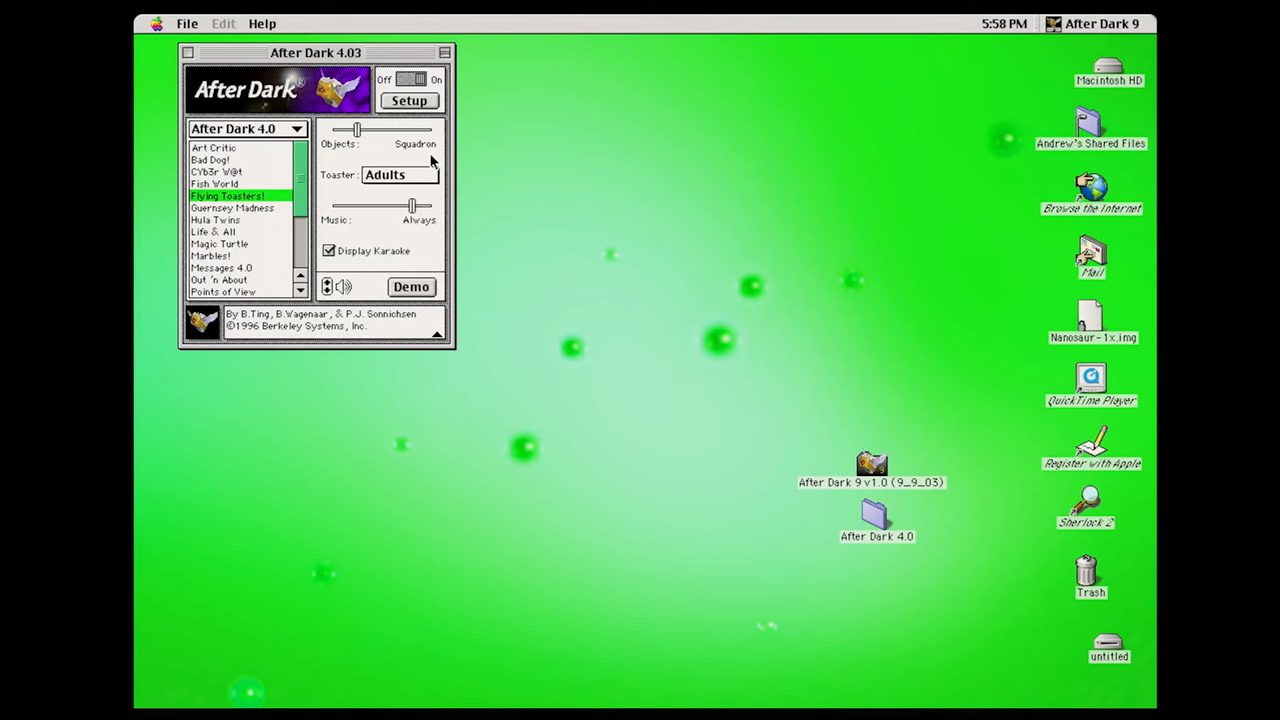 File Edit Help
5:58 PM After Dark 9
After Dark 4.03
After Dark®
Off On
Setup
After Dark 4.0
Art Critic
Bad Dog!
CYb3r W@t
Fish World
Flying Toasters!
Guernsey Madness
Hula Twins
Life & All
Magic Turtle
Marbles!
Messages 4.0
Out 'n About
Points of View
Objects: Squadron
Toaster: Adults
Music: Always
Display Karaoke
Demo
By B.Ting, B.Wagenaar, & P.J. Sonnichsen
©1996 Berkeley Systems, Inc.
Macintosh HD
Andrew's Shared Files
Browse the Internet
Mail
Nanosaur-1x.img
QuickTime Player
Register with Apple
Sherlock 2
Trash
untitled
After Dark 9 v1.0 (9_9_03)
After Dark 4.0